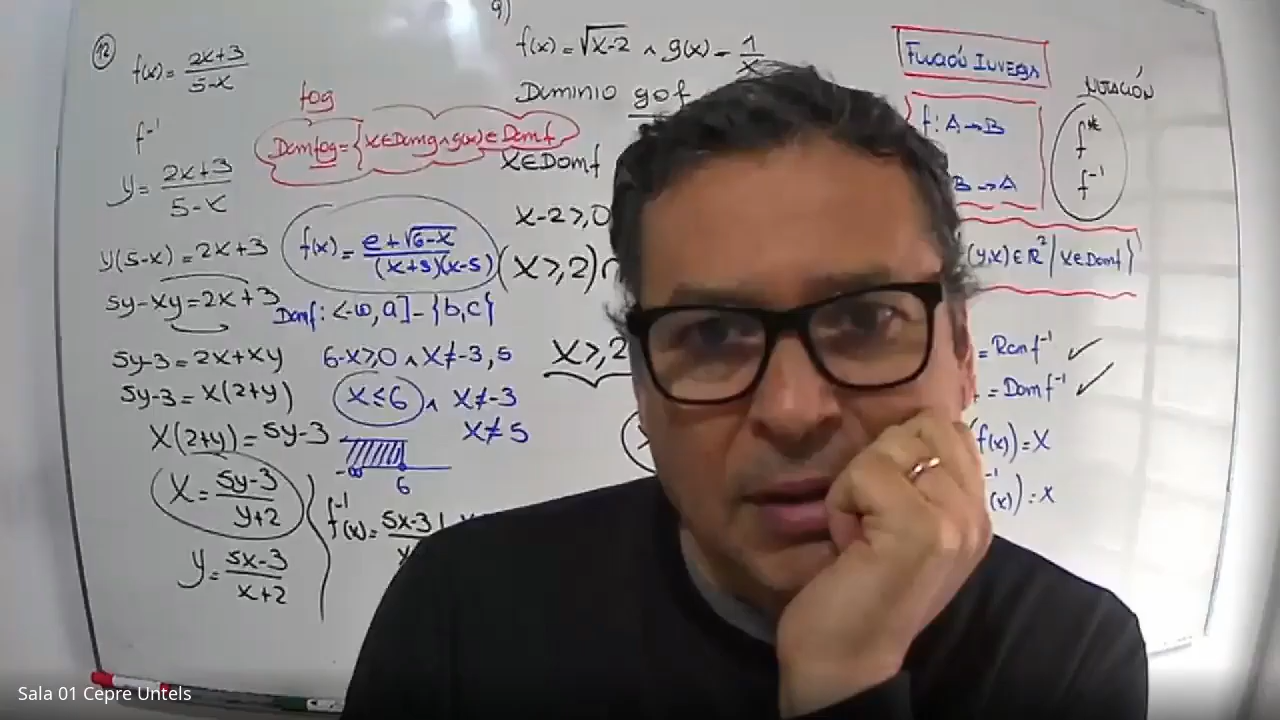 12
f(x) = 2x+3 / 5-x
f⁻¹
y = 2x+3 / 5-x
y(5-x) = 2x+3
5y-xy = 2x+3
5y-3 = 2x+xy
5y-3 = x(2+y)
x(2+y) = 5y-3
x = 5y-3 / y+2
y = 5x-3 / x+2
f⁻¹(x) = 5x-3
fog
Domfog = {x∈Domg ∧ g(x) ∈ Domf
f(x) = e+√6-x / (x+3)(x-5)
Domf: <-∞, a] - {b,c}
6-x≥0 ∧ x≠-3, 5
x≤6 ∧ x≠-3
x≠5
6
9)
f(x) = √x-2 ∧ g(x) = 1/x
Dominio gof
x∈Domf
x-2≥0
(x≥2) ∩
x≥2
Función Inversa
f: A→B
B→A
Notación
f*
f⁻¹
(y,x)∈R² / x∈Domf}
= Ran f⁻¹ ✓
= Dom f⁻¹ ✓
f(x)) = x
(x)) = x
Sala 01 Cepre Untels